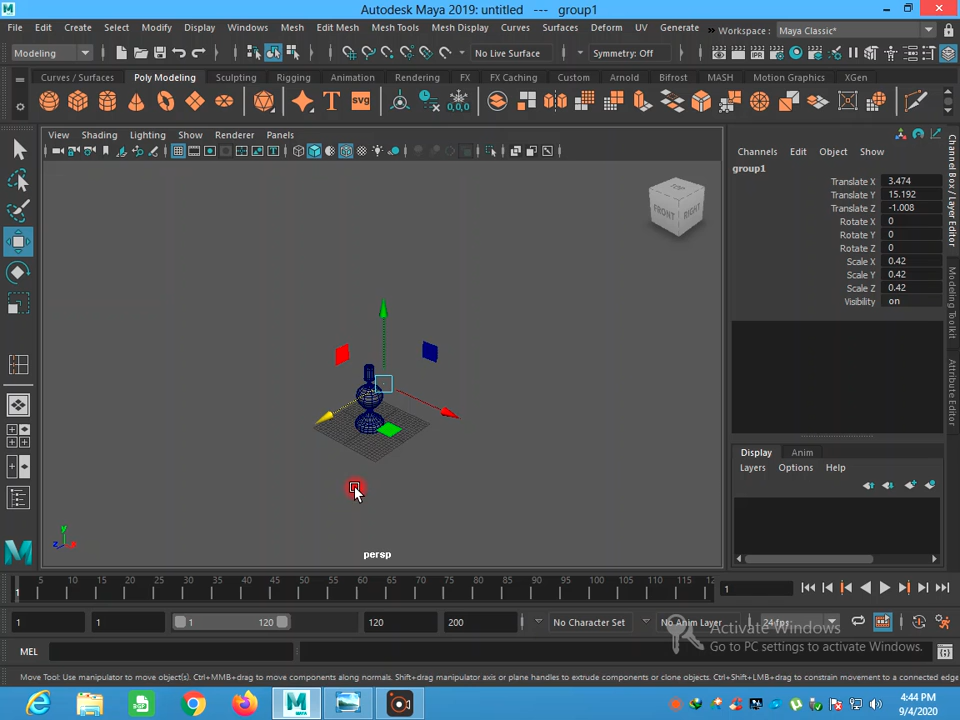 Autodesk Maya 2019: untitled --- group1
File Edit Create Select Modify Display Windows Mesh Edit Mesh Mesh Tools Mesh Display Curves Surfaces Deform UV Generate Workspace : Maya Classic*
Modeling No Live Surface Symmetry: Off
Curves / Surfaces Poly Modeling Sculpting Rigging Animation Rendering FX FX Caching Custom Arnold Bifrost MASH Motion Graphics XGen
T svg 0,0,0
View Shading Lighting Show Renderer Panels
Channels Edit Object Show
group1
Translate X 3.474
Translate Y 15.192
Translate Z -1.008
Rotate X 0
Rotate Y 0
Rotate Z 0
Scale X 0.42
Scale Y 0.42
Scale Z 0.42
Visibility on
Channel Box / Layer Editor
Modeling Toolkit
Attribute Editor
TOP
FRONT RIGHT
Display Anim
Layers Options Help
y
z x
persp
5 10 15 20 25 30 35 40 45 50 55 60 65 70 75 80 85 90 95 100 105 110 115 12
1 1
1 1 1 120 120 200 No Character Set No Anim Layer 24 fps
Activate Windows
Go to PC settings to activate Windows.
MEL
Move Tool: Use manipulator to move object(s). Ctrl+MMB+drag to move components along normals. Shift+drag manipulator axis or plane handles to extrude components or clone objects. Ctrl+Shift+drag to move a connected edge
4:44 PM
9/4/2020